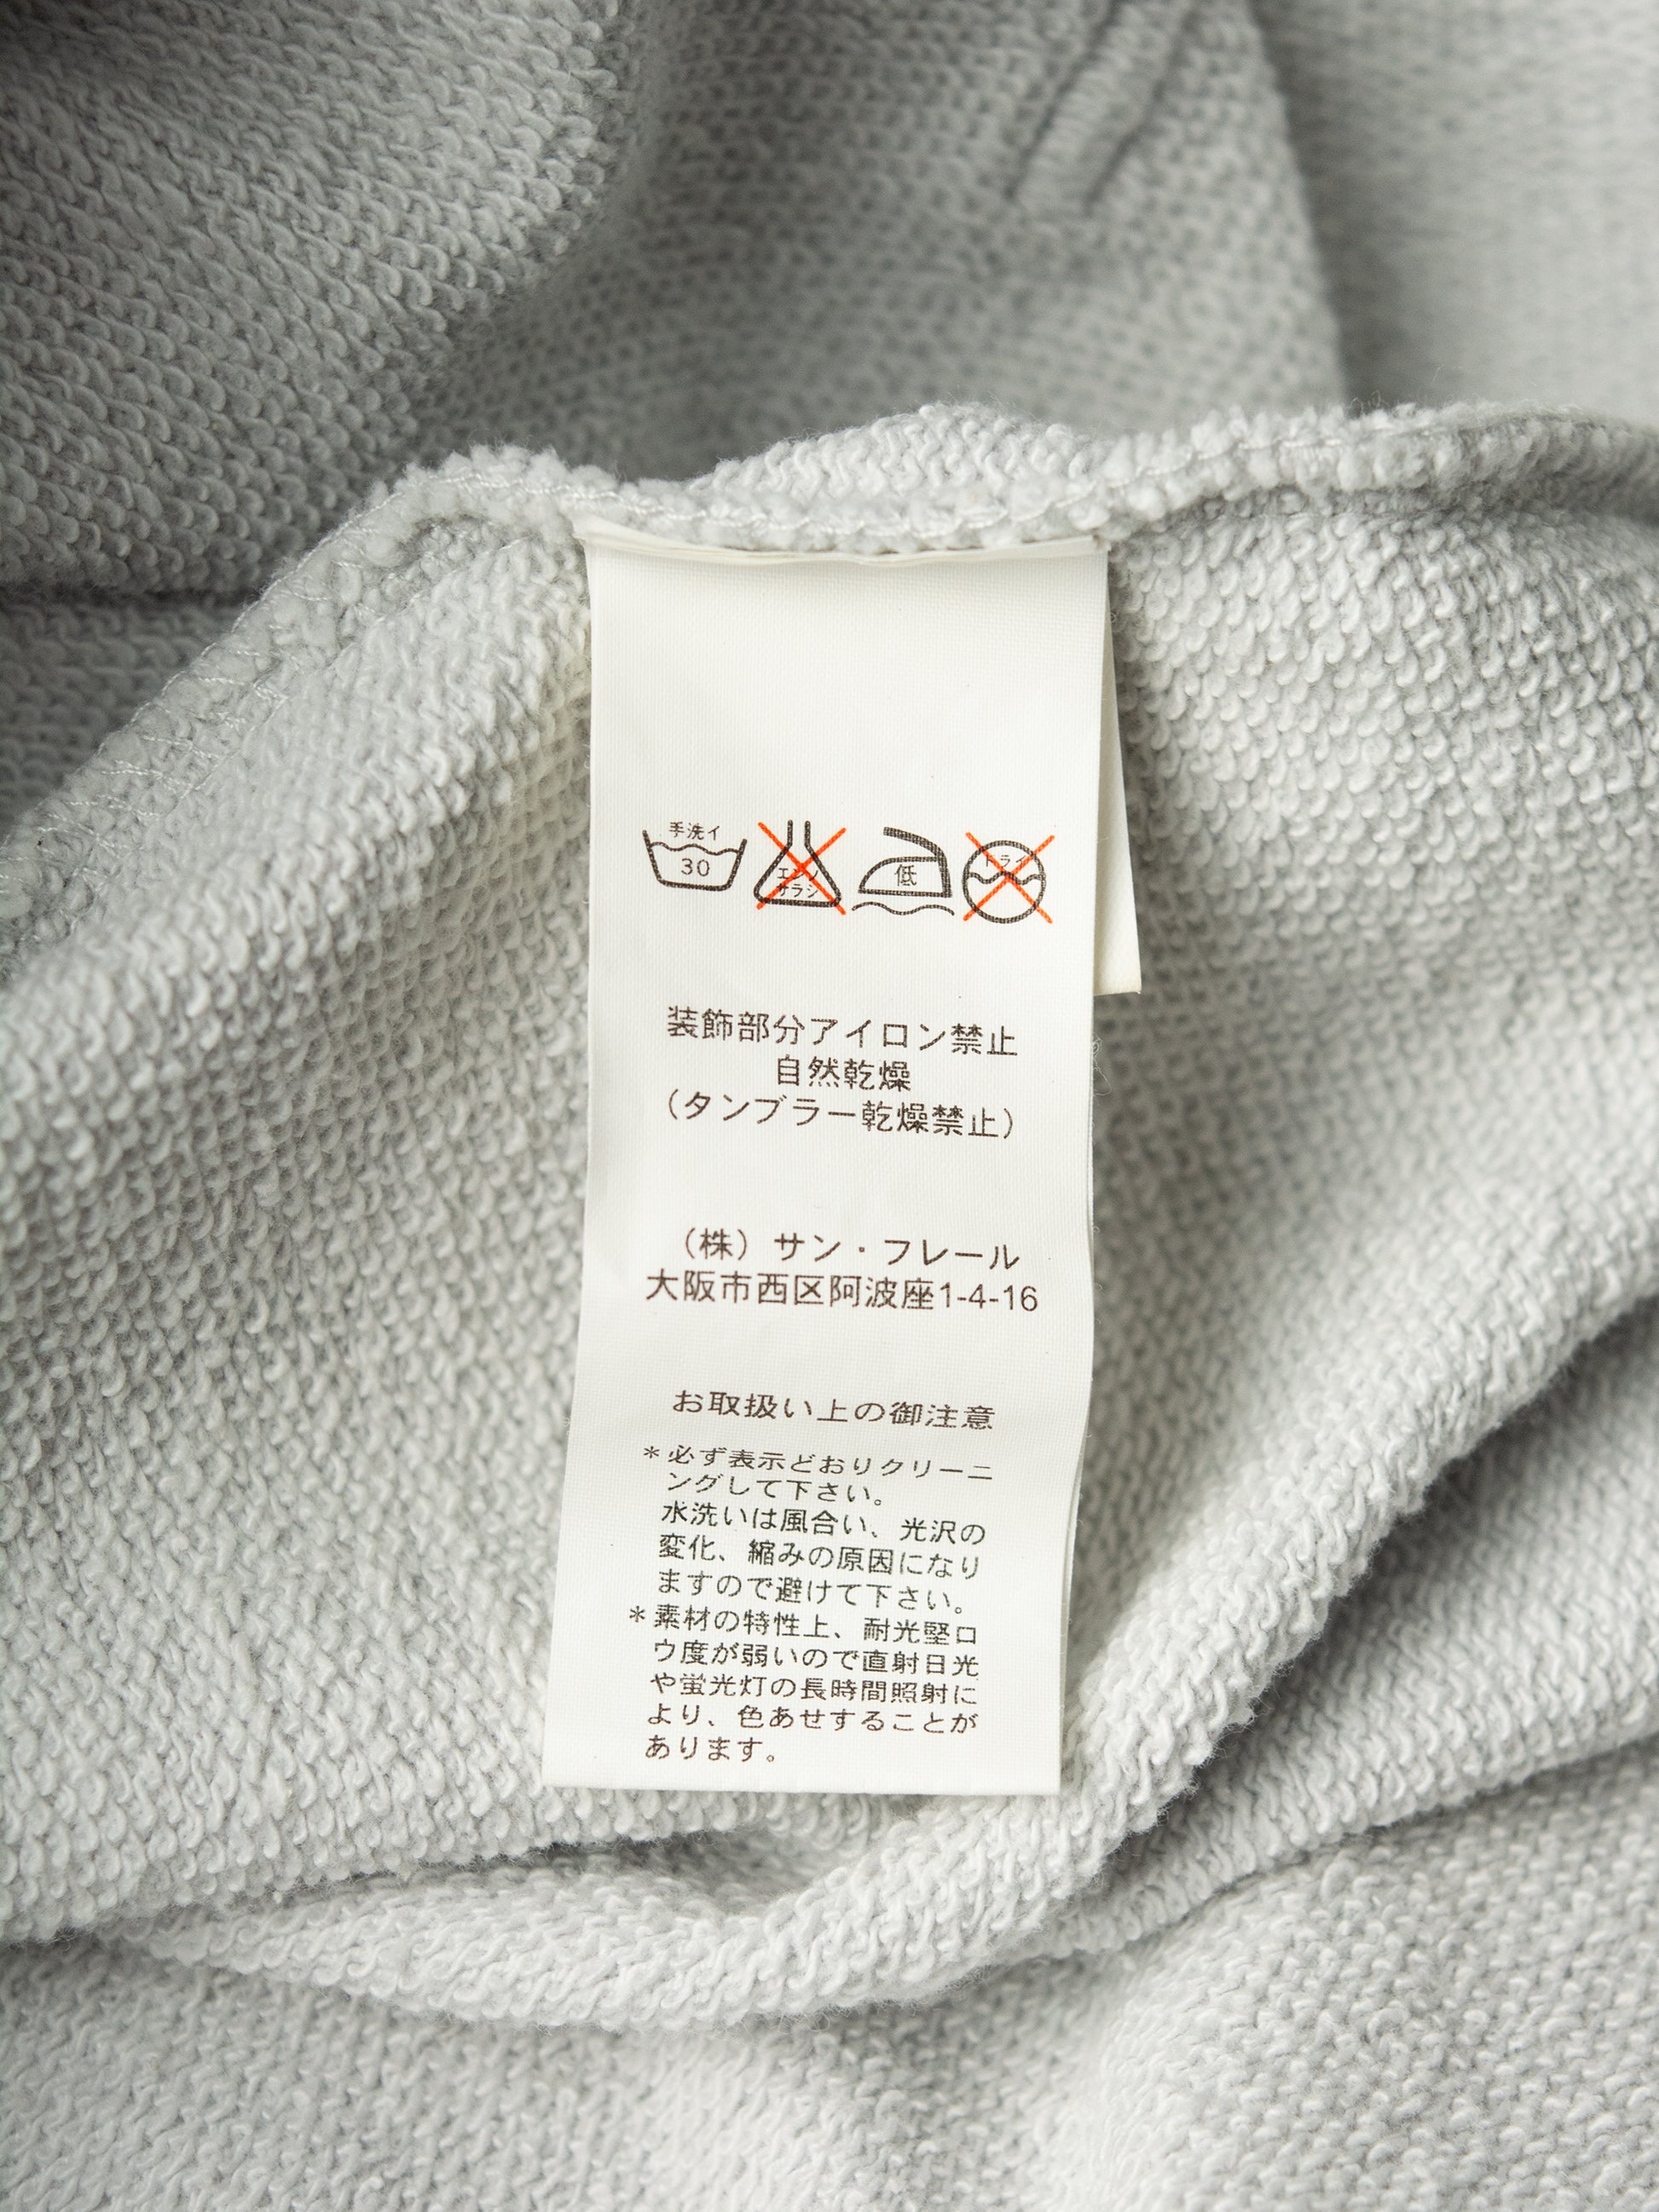 手洗イ
30
エンソ
サラシ
低
ドライ
装飾部分アイロン禁止
自然乾燥
（タンブラー乾燥禁止）
（株）サン・フレール
大阪市西区阿波座1-4-16
お取扱い上の御注意
＊必ず表示どおりクリーニ
ングして下さい。
水洗いは風合い、光沢の
変化、縮みの原因になり
ますので避けて下さい。
＊素材の特性上、耐光堅ロ
ウ度が弱いので直射日光
や蛍光灯の長時間照射に
より、色あせすることが
あります。